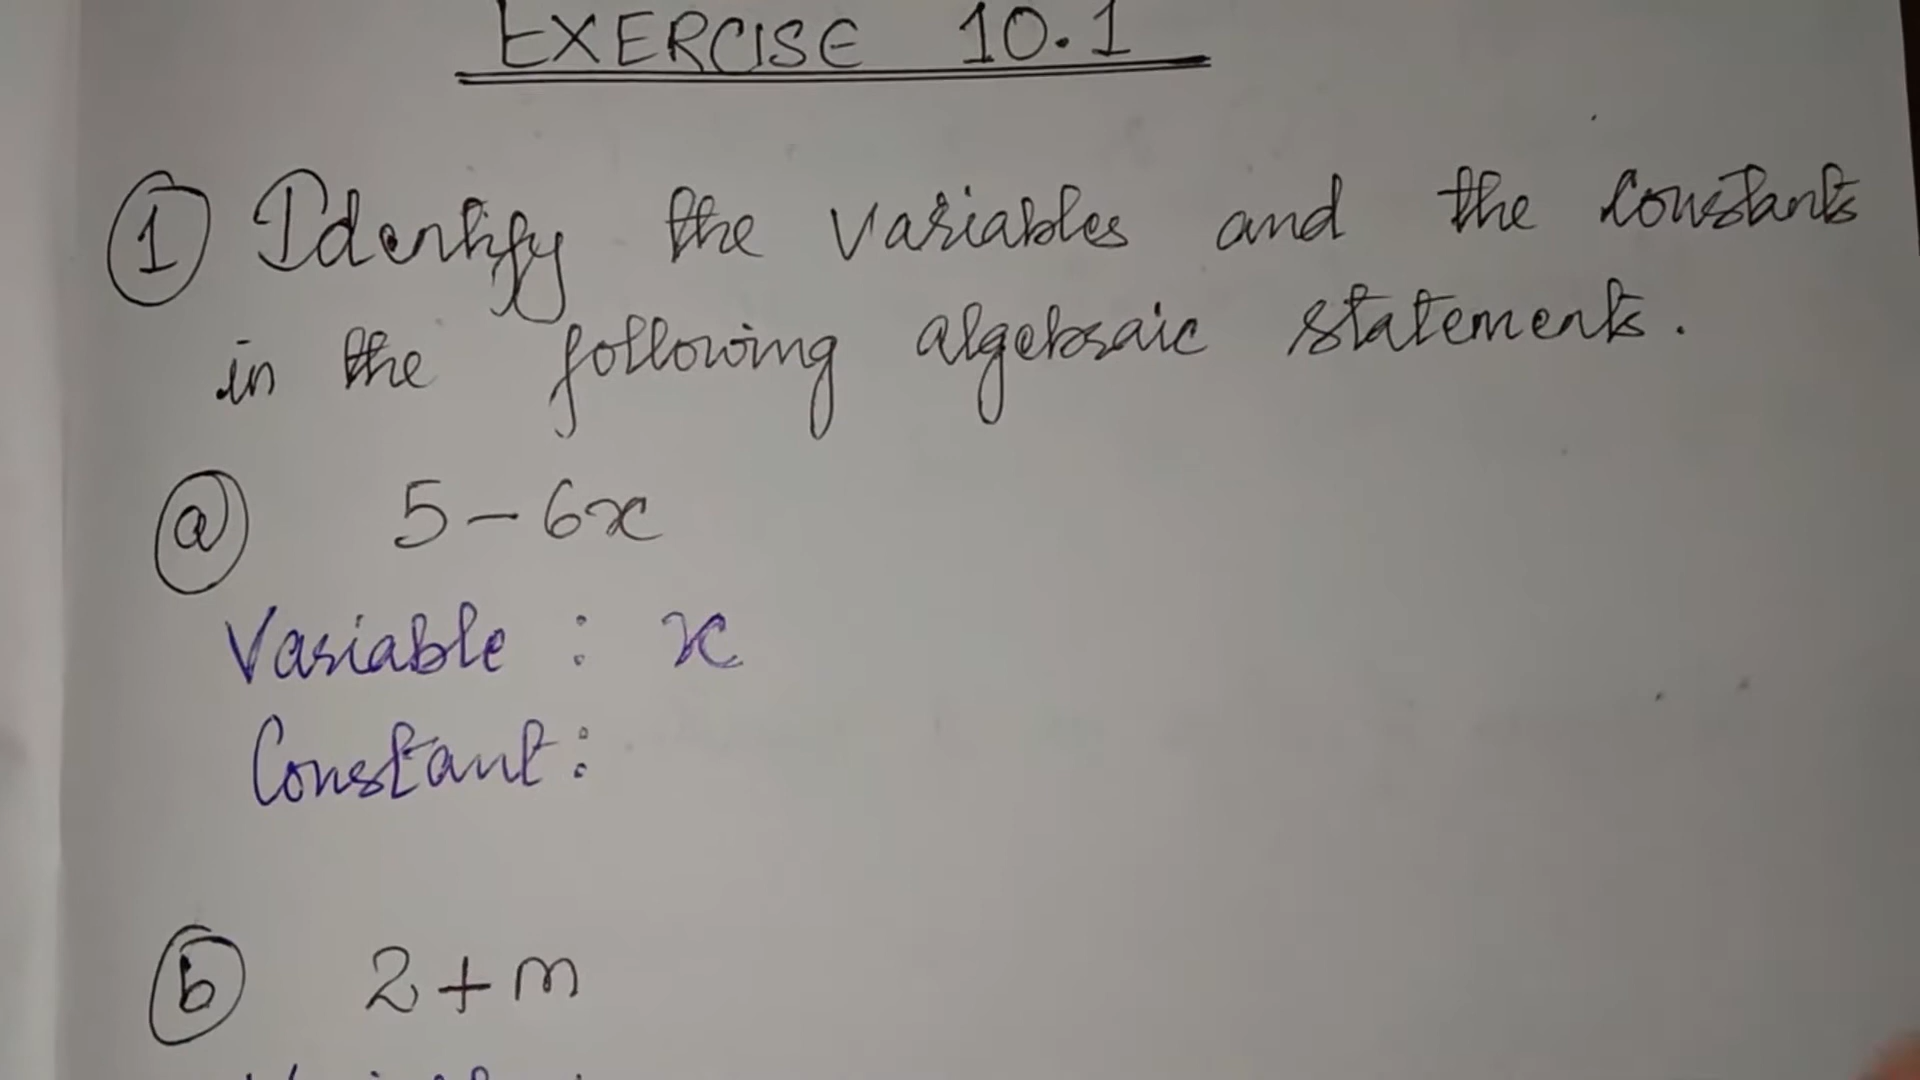 EXERCISE 10.1
1 Identify the variables and the constants
in the following algebraic statements.
a 5-6x
Variable : x
Constant :
b 2+m